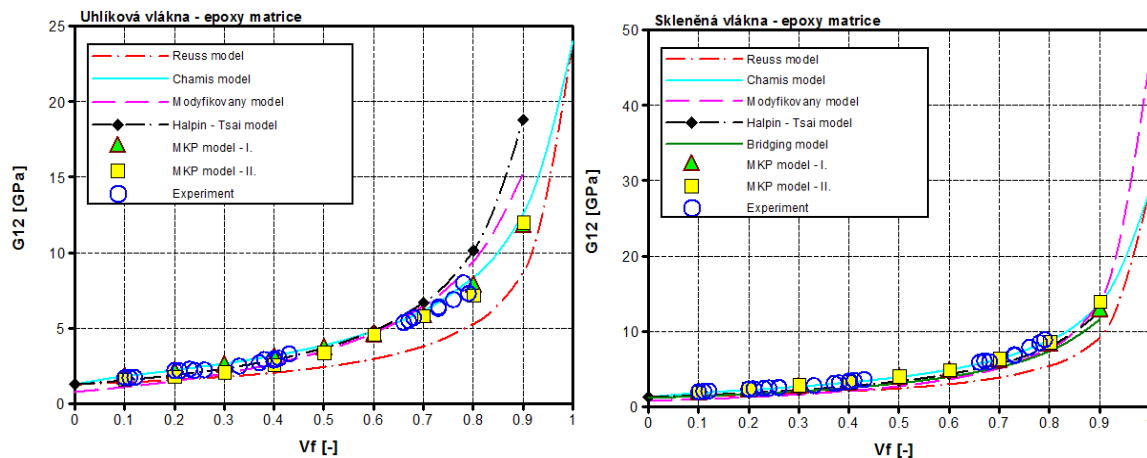 Uhlíková vlákna - epoxy matrice
25
20
15
10
5
0
G12 [GPa]
Reuss model
Chamis model
Modyfikovany model
Halpin - Tsai model
MKP model - I.
MKP model - II.
Experiment
0 0.1 0.2 0.3 0.4 0.5 0.6 0.7 0.8 0.9 1
Vf [-]
Skleněná vlákna - epoxy matrice
50
40
30
20
10
0
G12 [GPa]
Reuss model
Chamis model
Modyfikovany model
Halpin - Tsai model
Bridging model
MKP model - I.
MKP model - II.
Experiment
0 0.1 0.2 0.3 0.4 0.5 0.6 0.7 0.8 0.9
Vf [-]